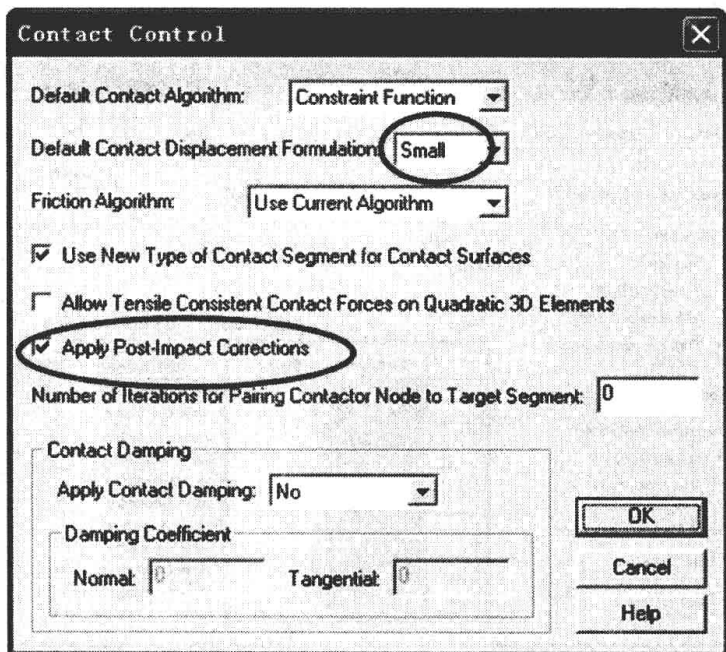 Contact Control
Default Contact Algorithm: Constraint Function
Default Contact Displacement Formulation: Small
Friction Algorithm: Use Current Algorithm
Use New Type of Contact Segment for Contact Surfaces
Allow Tensile Consistent Contact Forces on Quadratic 3D Elements
Apply Post-Impact Corrections
Number of Iterations for Pairing Contactor Node to Target Segment: 0
Contact Damping
Apply Contact Damping: No
Damping Coefficient
Normal: 0 Tangential: 0
OK
Cancel
Help